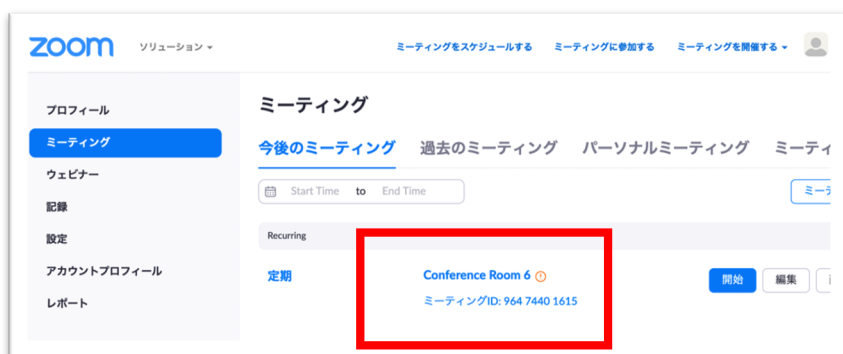 zoom ソリューション ミーティングをスケジュールする ミーティングに参加する ミーティングを開催する
プロフィール
ミーティング
ウェビナー
記録
設定
アカウントプロフィール
レポート
ミーティング
今後のミーティング 過去のミーティング パーソナルミーティング ミーティ
Start Time to End Time
Recurring
定期 Conference Room 6 開始 編集
ミーティングID: 964 7440 1615